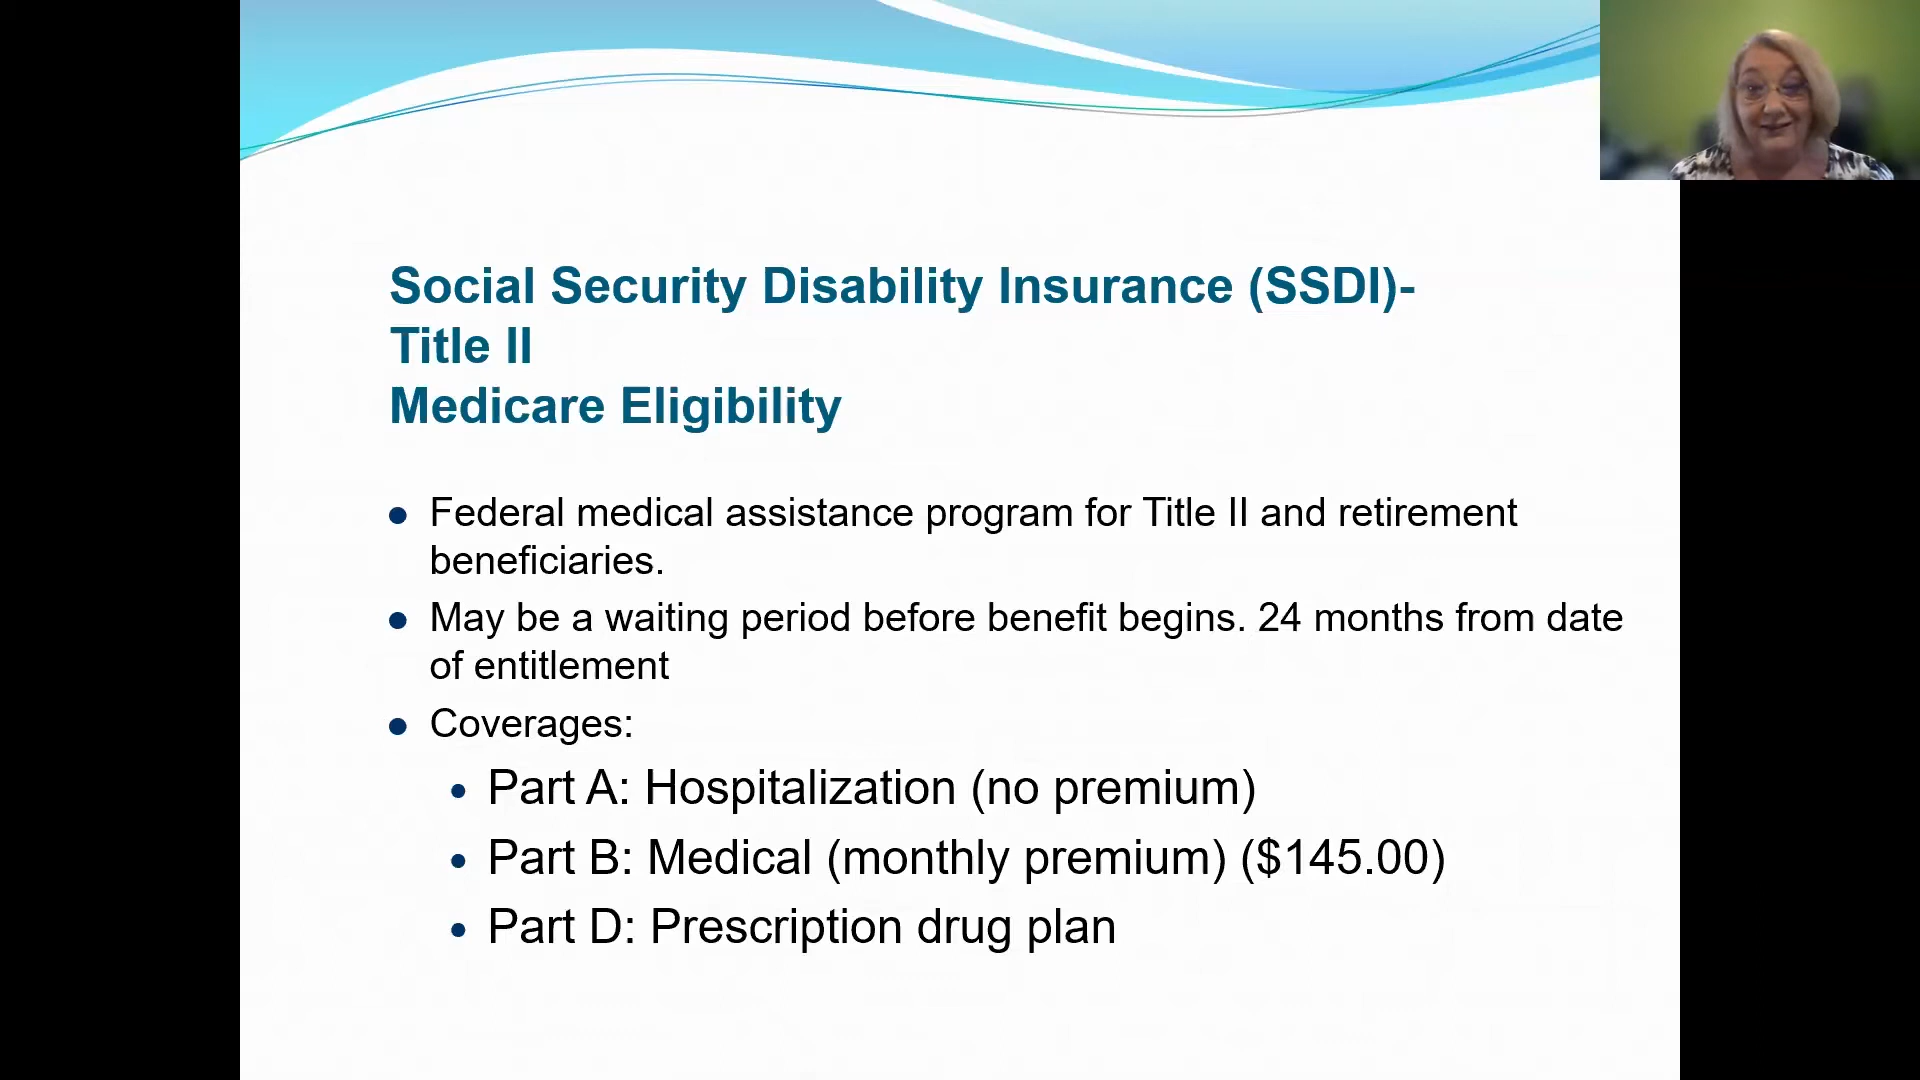 Social Security Disability Insurance (SSDI)-
Title II
Medicare Eligibility
Federal medical assistance program for Title II and retirement
beneficiaries.
May be a waiting period before benefit begins. 24 months from date
of entitlement
Coverages:
Part A: Hospitalization (no premium)
Part B: Medical (monthly premium) ($145.00)
Part D: Prescription drug plan